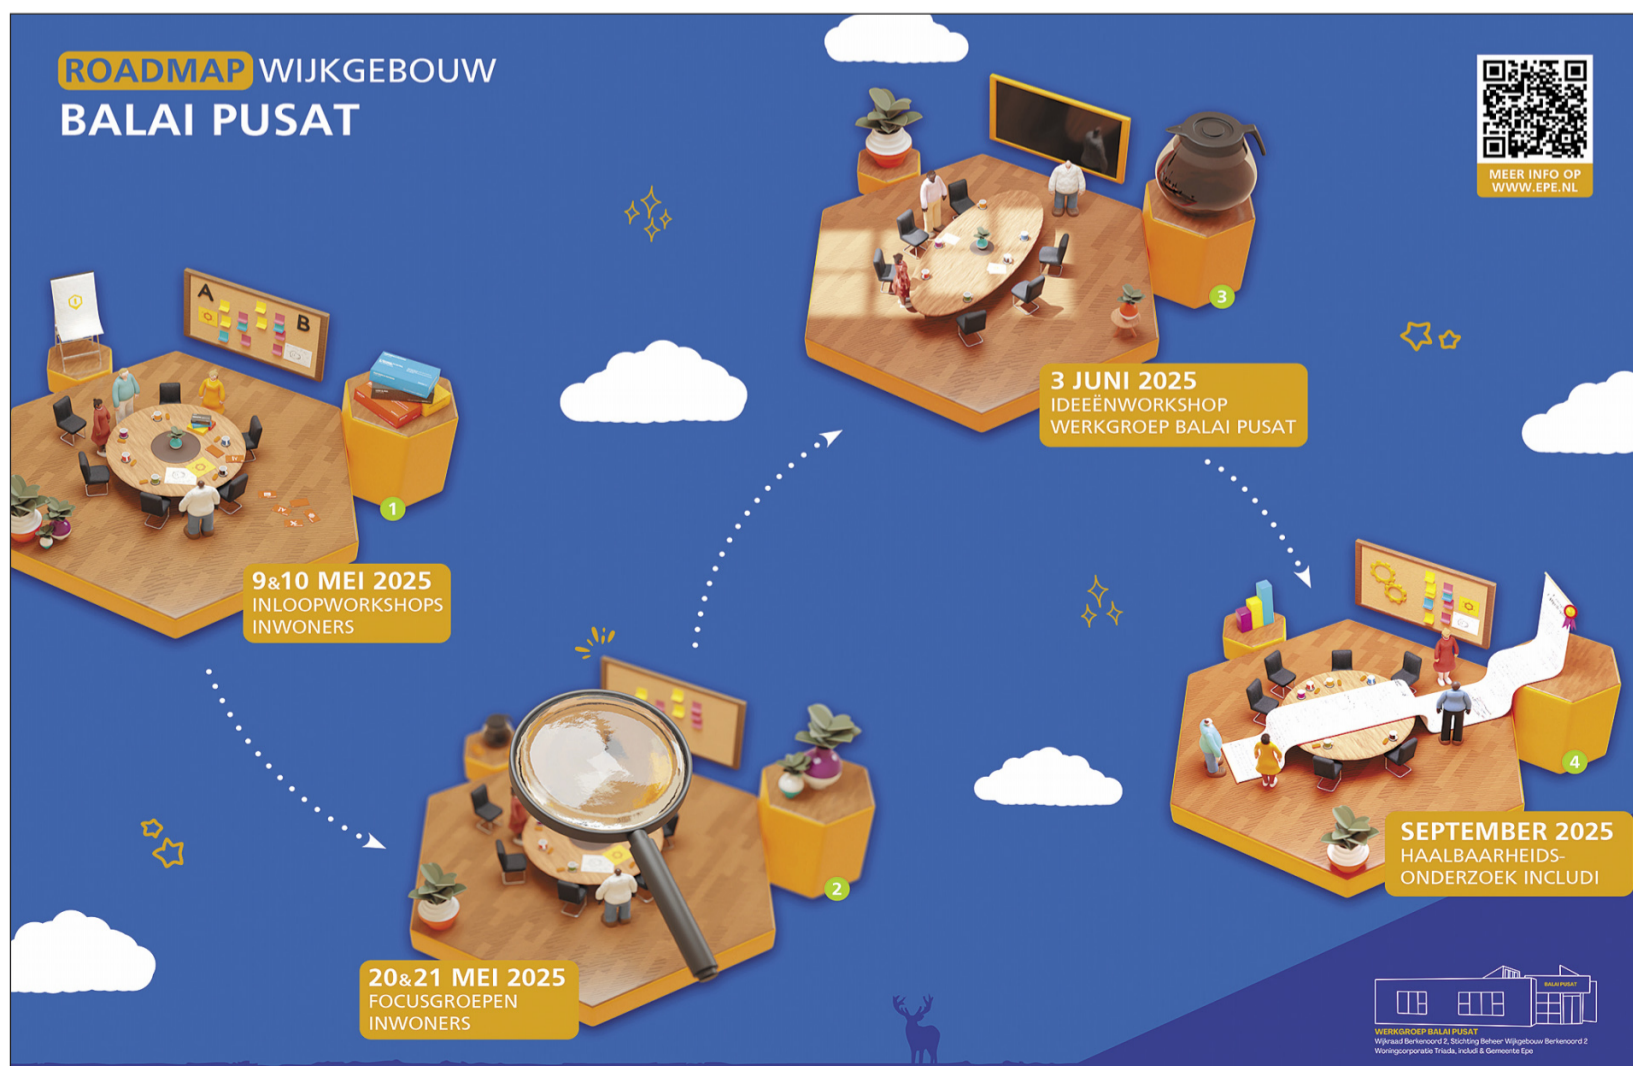 ROADMAP WIJKGEBOUW
BALAI PUSAT
MEER INFO OP
WWW.EPE.NL
A
B
1
9&10 MEI 2025
INLOOPWORKSHOPS
INWONERS
2
20&21 MEI 2025
FOCUSGROEPEN
INWONERS
3
3 JUNI 2025
IDEEËNWORKSHOP
WERKGROEP BALAI PUSAT
4
SEPTEMBER 2025
HAALBAARHEIDS-
ONDERZOEK INCLUDI
BALAI PUSAT
WERKGROEP BALAI PUSAT
Wijkraad Berkenoord 2, Stichting Beheer Wijkgebouw Berkenoord 2
Woningcorporatie Triada, includi & Gemeente Epe